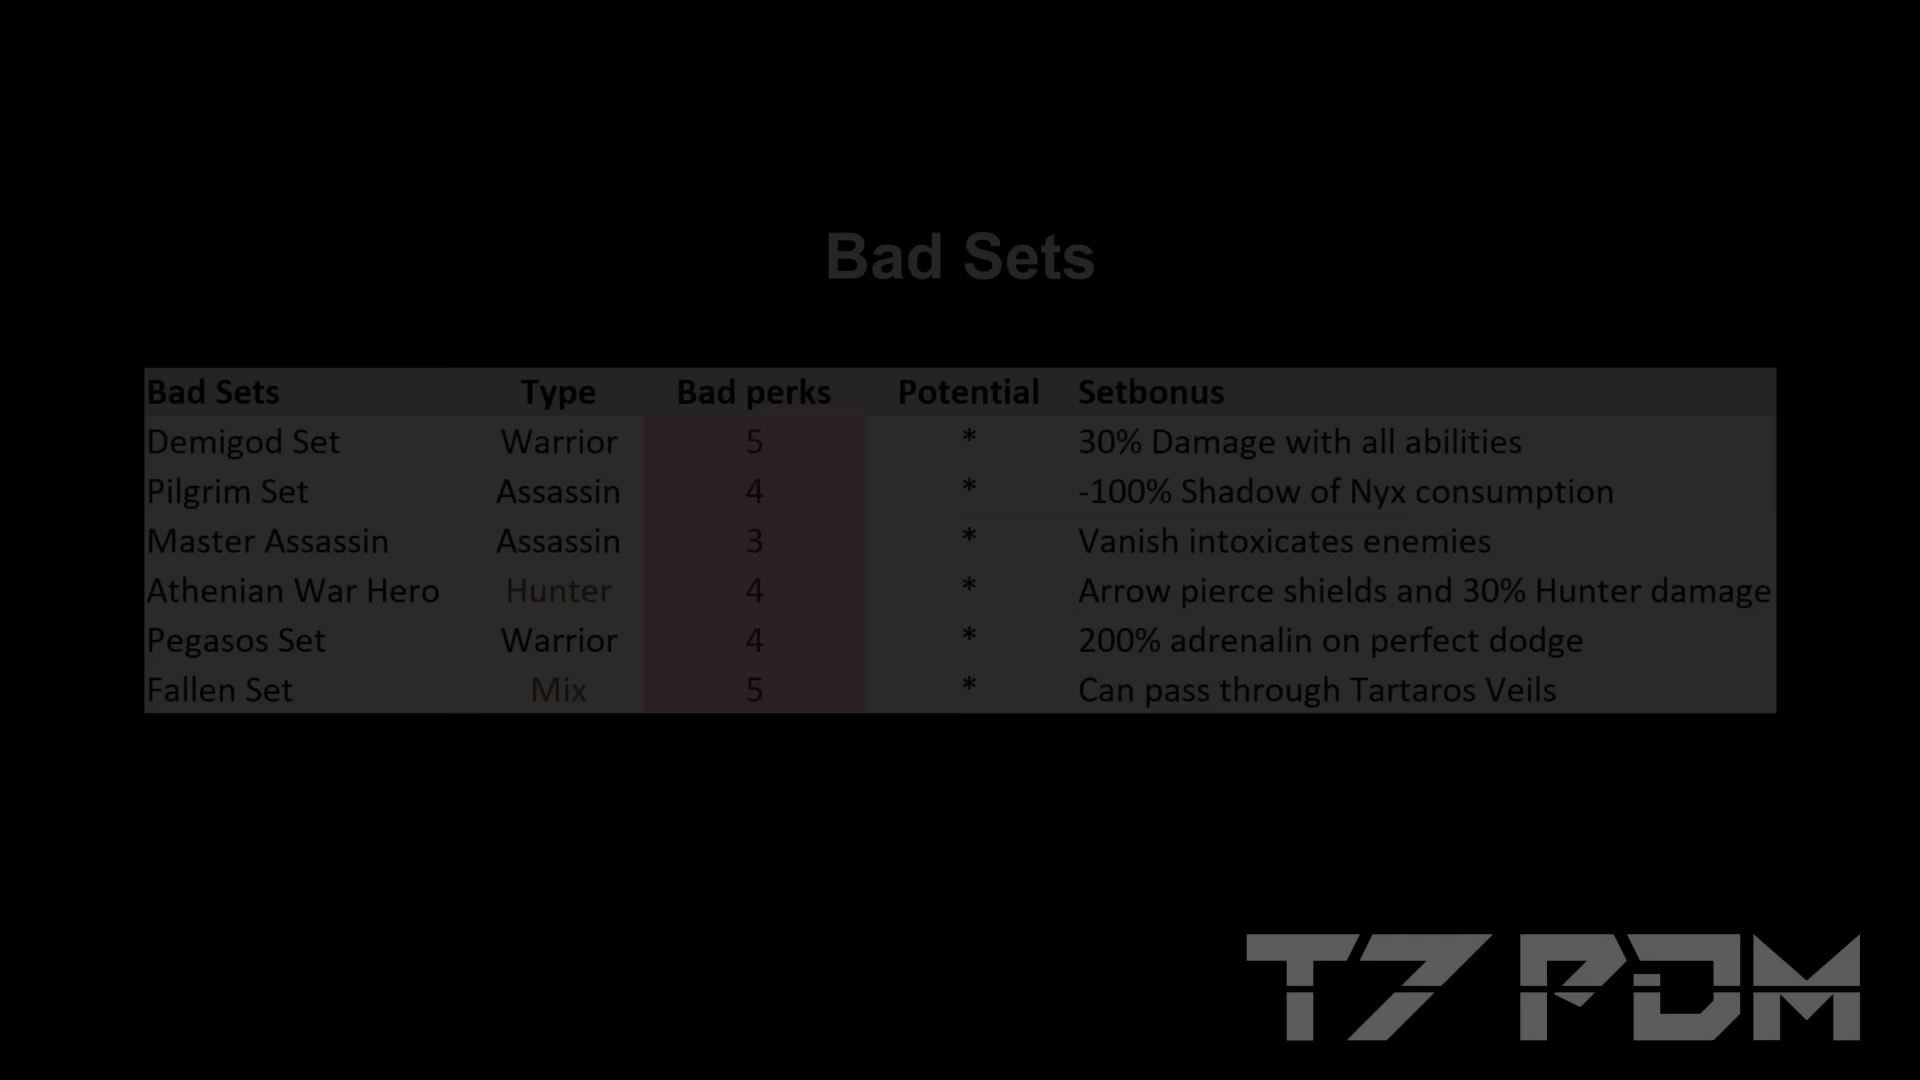 Bad Sets
Bad Sets Type Bad perks Potential Setbonus
Demigod Set Warrior 5 * 30% Damage with all abilities
Pilgrim Set Assassin 4 * -100% Shadow of Nyx consumption
Master Assassin Assassin 3 * Vanish intoxicates enemies
Athenian War Hero Hunter 4 * Arrow pierce shields and 30% Hunter damage
Pegasos Set Warrior 4 * 200% adrenalin on perfect dodge
Fallen Set Mix 5 * Can pass through Tartaros Veils
T7 PDM